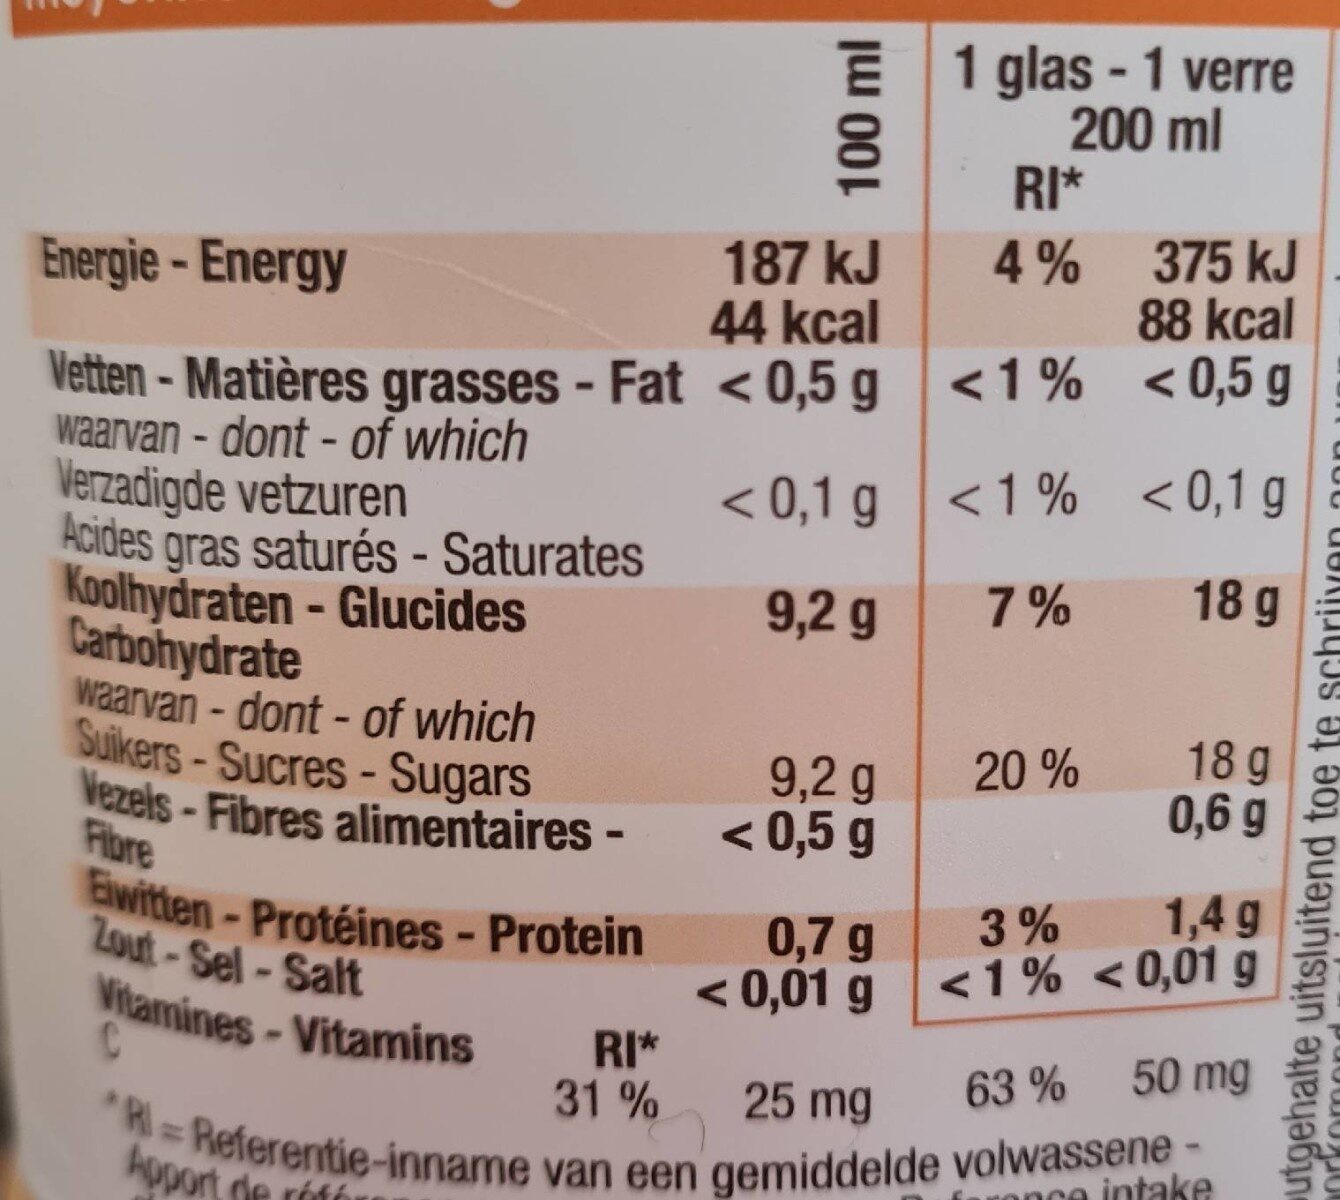 100 ml
1 glas - 1 verre
200 ml
RI*
Energie - Energy 187 kJ 4 % 375 kJ
44 kcal 88 kcal
Vetten - Matières grasses - Fat < 0,5 g < 1 % < 0,5 g
waarvan - dont - of which
Verzadigde vetzuren < 0,1 g < 1 % < 0,1 g
Acides gras saturés - Saturates
Koolhydraten - Glucides 9,2 g 7 % 18 g
Carbohydrate
waarvan - dont - of which
Suikers - Sucres - Sugars 9,2 g 20 % 18 g
Vezels - Fibres alimentaires - < 0,5 g 0,6 g
Fibre
Eiwitten - Protéines - Protein 0,7 g 3 % 1,4 g
Zout - Sel - Salt < 0,01 g < 1 % < 0,01 g
Vitamines - Vitamins RI*
C 31 % 25 mg 63 % 50 mg
*RI = Referentie-inname van een gemiddelde volwassene -
Apport de intake
uitsluitend toe te schrijven aan